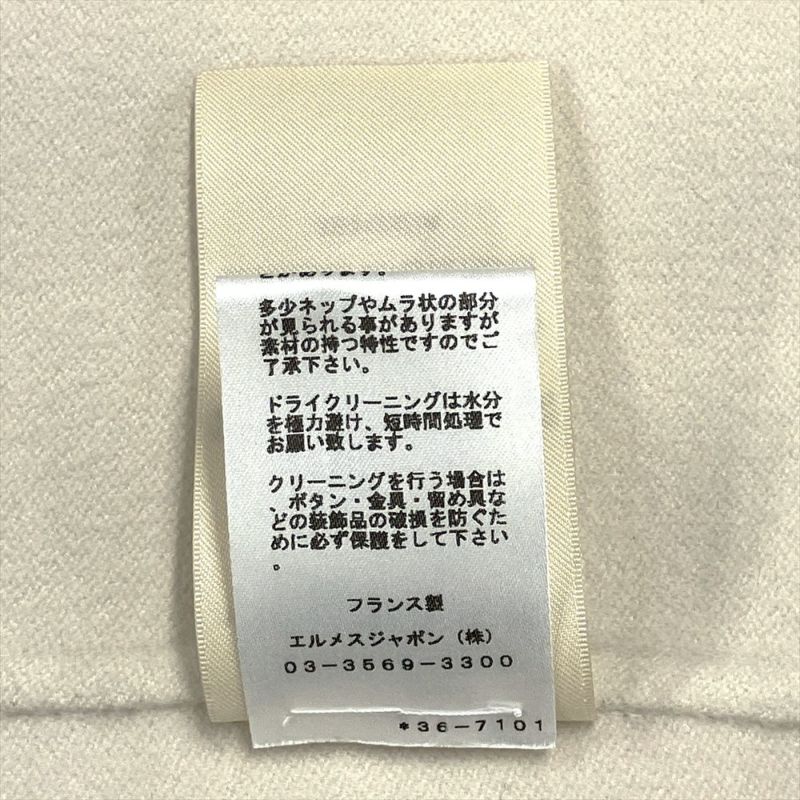 とがあります。
多少ネップやムラ状の部分
が見られる事がありますが
素材の持つ特性ですのでご
了承下さい。
ドライクリーニングは水分
を極力避け、短時間処理で
お願い致します。
クリーニングを行う場合は
、ボタン・金具・留め具な
どの装飾品の破損を防ぐた
めに必ず保護をして下さい
。
フランス製
エルメスジャポン（株）
03-3569-3300
*36-7101